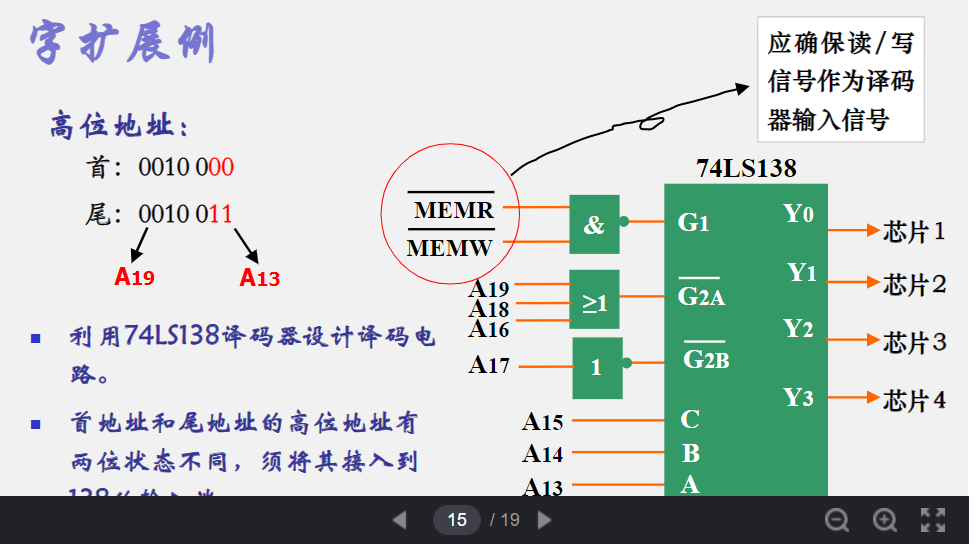 字扩展例
应确保读/写
信号作为译码
器输入信号
高位地址：
首：0010 000
尾：0010 011
A19
A13
利用74LS138译码器设计译码电
路。
首地址和尾地址的高位地址有
两位状态不同，须将其接入到
74LS138
MEMR
MEMW
&
G1
Y0
芯片1
A19
A18
A16
≥1
G2A
Y1
芯片2
A17
1
G2B
Y2
芯片3
Y3
芯片4
A15
C
A14
B
A13
A
15 / 19